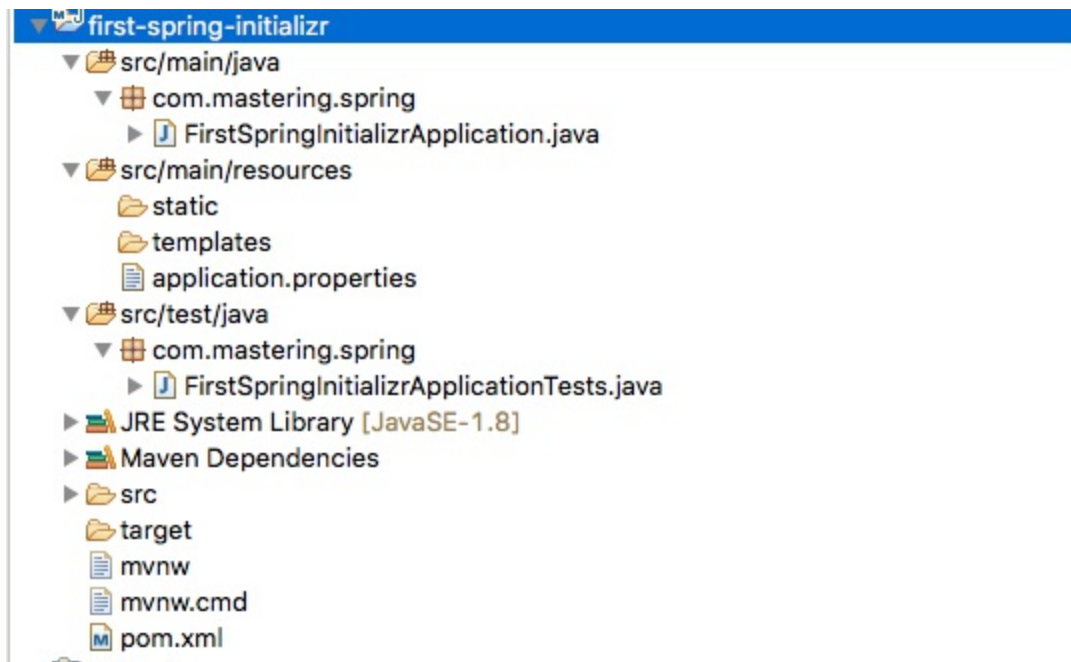 first-spring-initializr
src/main/java
com.mastering.spring
FirstSpringInitializrApplication.java
src/main/resources
static
templates
application.properties
src/test/java
com.mastering.spring
FirstSpringInitializrApplicationTests.java
JRE System Library [JavaSE-1.8]
Maven Dependencies
src
target
mvnw
mvnw.cmd
pom.xml